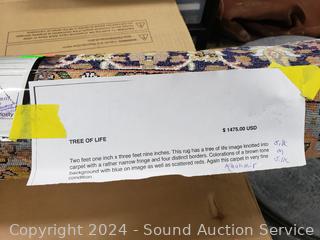 TREE OF LIFE
$ 1475.00 USD
Two feet one inch x three feet nine inches. This rug has a tree of life image knotted into
carpet with a rather narrow fringe and four distinct borders. Colorations of a brown tone
background with blue on image as well as scattered reds. Again this carpet in very fine
condition
silk
on
silk
Copyright 2024 - Sound Auction Service